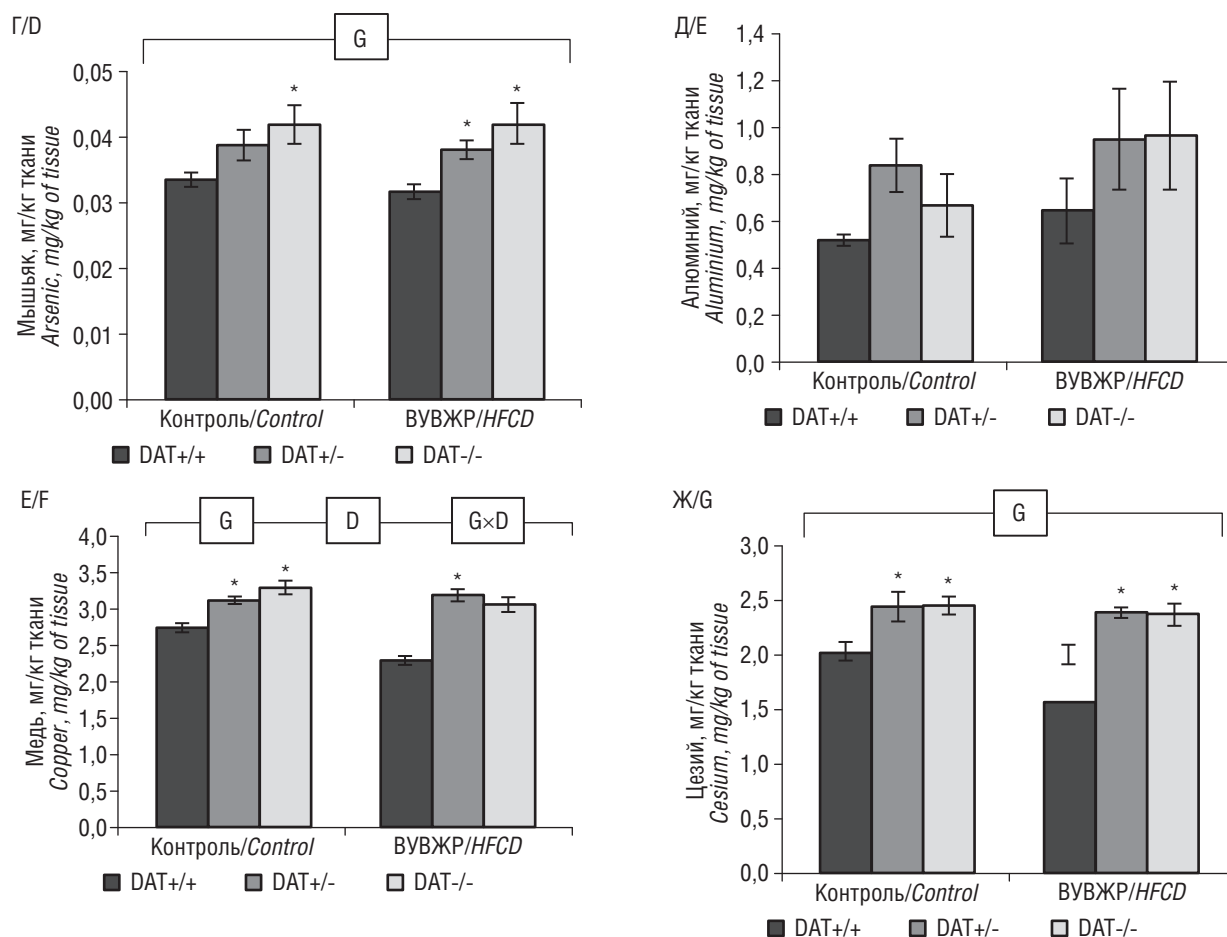 Г/D
G
Мышьяк, мг/кг ткани
Arsenic, mg/kg of tissue
0,05
0,04
0,03
0,02
0,01
0,00
*
*
*
Контроль/Control
ВУВЖР/HFCD
DAT+/+ DAT+/- DAT-/-
Д/E
Алюминий, мг/кг ткани
Aluminium, mg/kg of tissue
1,4
1,2
1,0
0,8
0,6
0,4
0,2
0,0
Контроль/Control
ВУВЖР/HFCD
DAT+/+ DAT+/- DAT-/-
Е/F
G D G×D
Медь, мг/кг ткани
Copper, mg/kg of tissue
4,0
3,5
3,0
2,5
2,0
1,5
1,0
0,5
0,0
*
*
*
Контроль/Control
ВУВЖР/HFCD
DAT+/+ DAT+/- DAT-/-
Ж/G
G
Цезий, мг/кг ткани
Cesium, mg/kg of tissue
3,0
2,5
2,0
1,5
1,0
0,5
0,0
* *
* *
Контроль/Control
ВУВЖР/HFCD
DAT+/+ DAT+/- DAT-/-